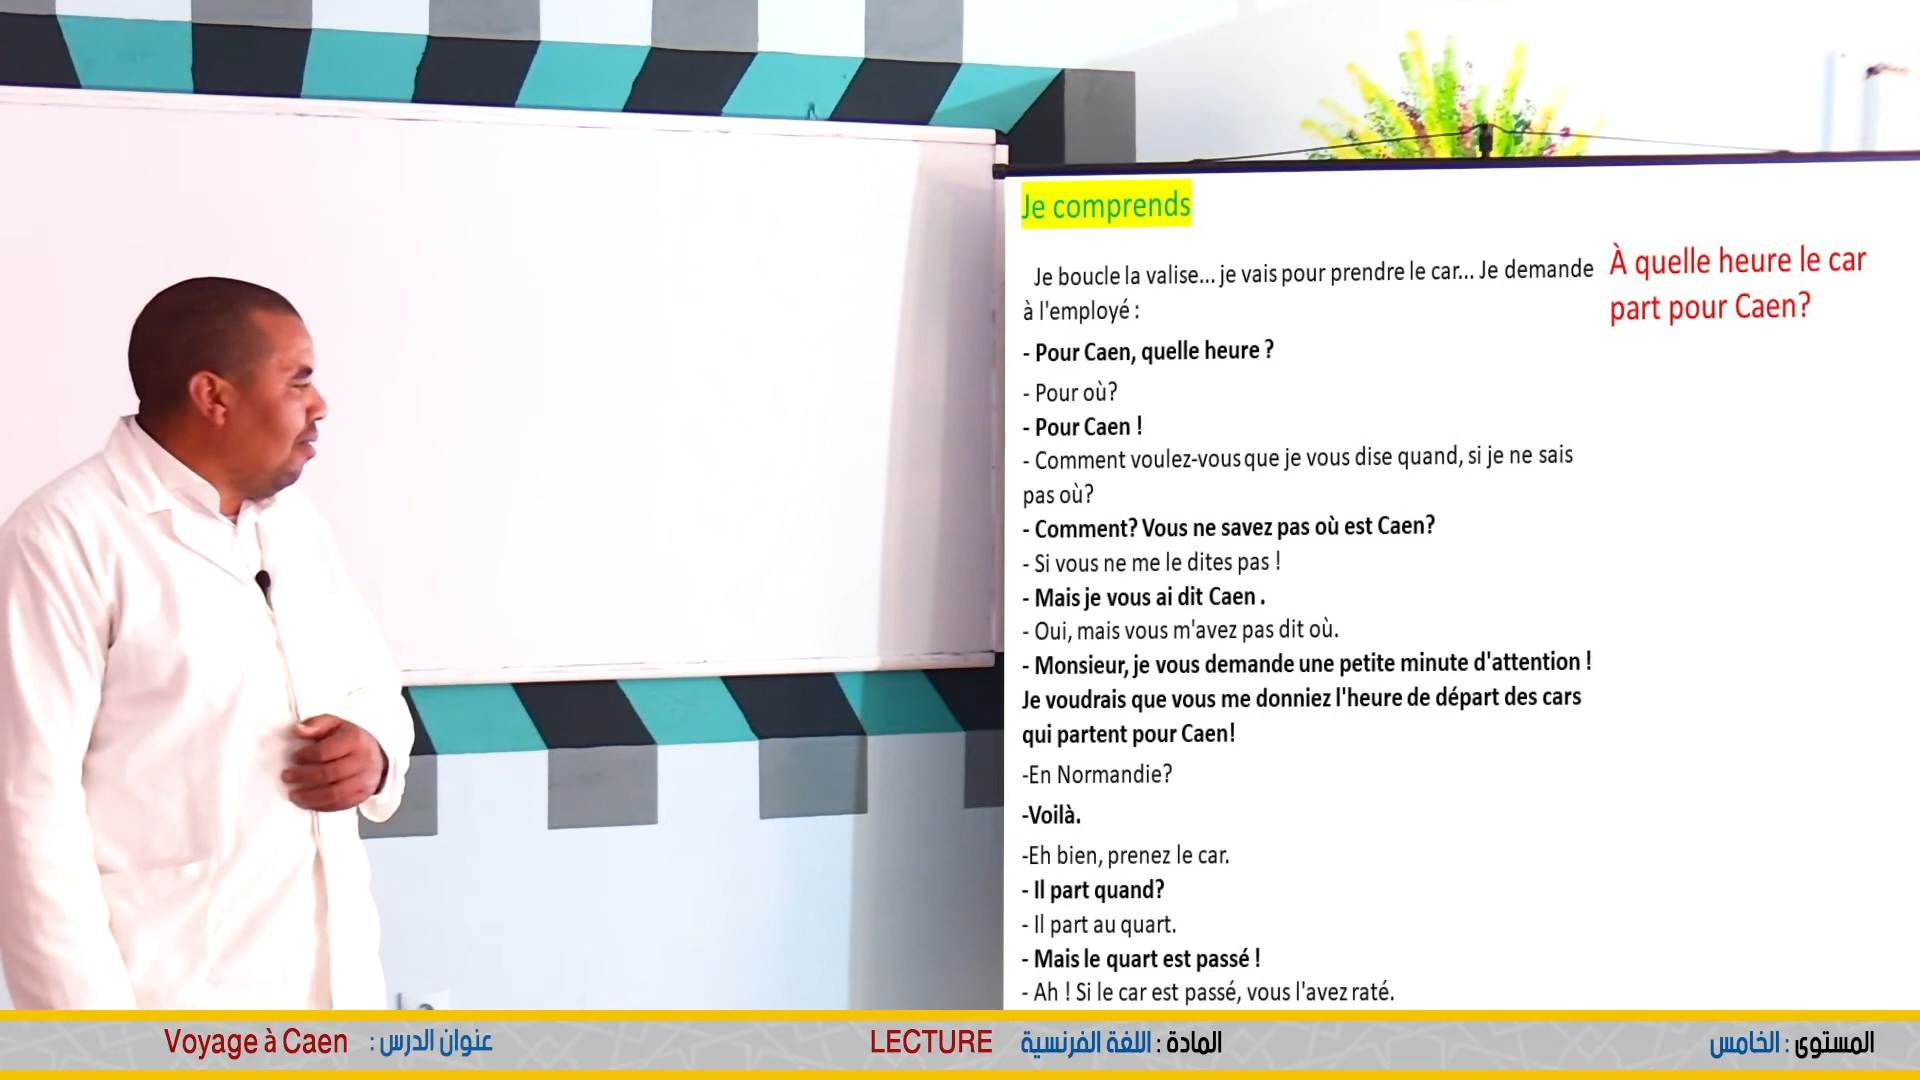 Je comprends
Je boucle la valise... je vais pour prendre le car... Je demande
à l'employé :
- Pour Caen, quelle heure ?
- Pour où?
- Pour Caen !
- Comment voulez-vous que je vous dise quand, si je ne sais
pas où?
- Comment? Vous ne savez pas où est Caen?
- Si vous ne me le dites pas !
- Mais je vous ai dit Caen .
- Oui, mais vous m'avez pas dit où.
- Monsieur, je vous demande une petite minute d'attention !
Je voudrais que vous me donniez l'heure de départ des cars
qui partent pour Caen!
-En Normandie?
-Voilà.
-Eh bien, prenez le car.
- Il part quand?
- Il part au quart.
- Mais le quart est passé !
- Ah ! Si le car est passé, vous l'avez raté.
À quelle heure le car
part pour Caen?
المستوى : الخامس
المادة : اللغة الفرنسية LECTURE
عنوان الدرس : Voyage à Caen